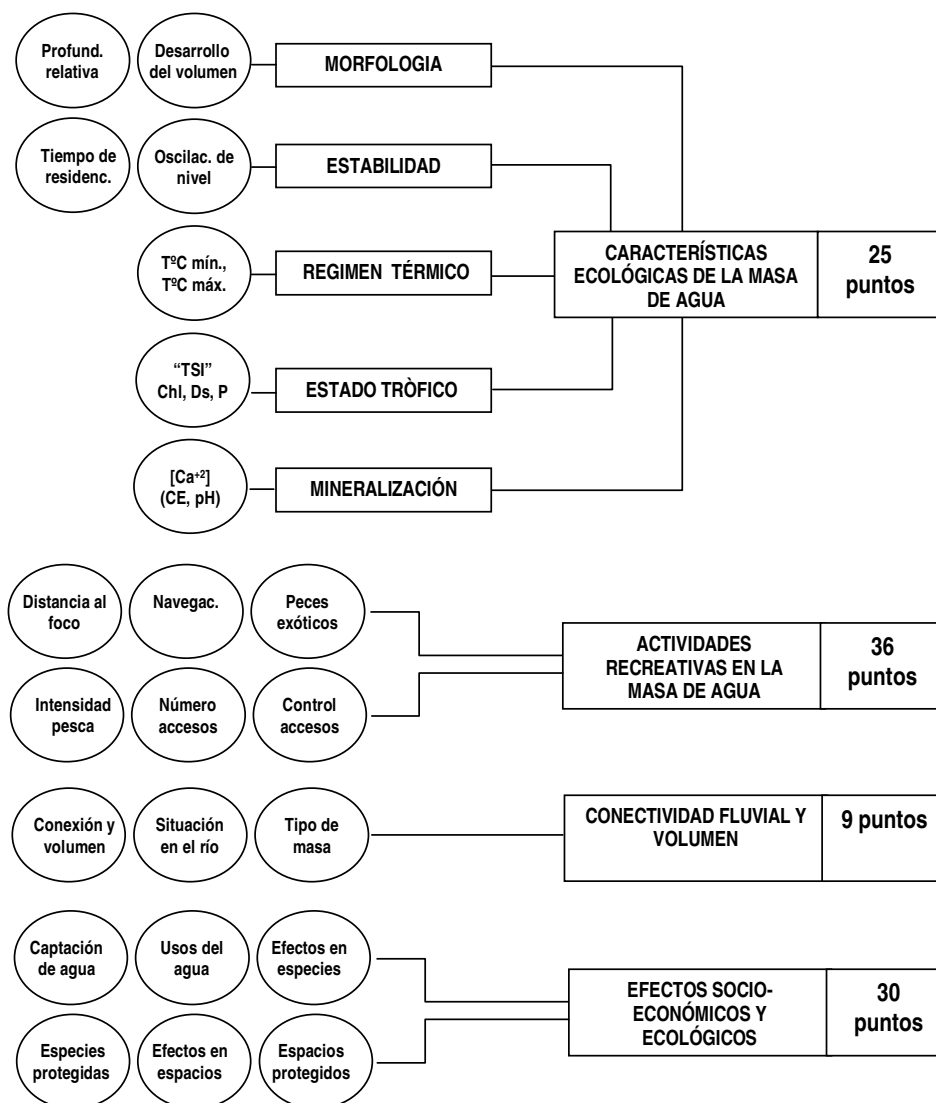 Profund.
relativa
Desarrollo
del volumen
MORFOLOGIA
Tiempo de
residenc.
Oscilac. de
nivel
ESTABILIDAD
TºC mín.,
TºC máx.
REGIMEN TÉRMICO
CARACTERÍSTICAS
ECOLÓGICAS DE LA MASA
DE AGUA
25
puntos
“TSI”
Chl, Ds, P
ESTADO TRÒFICO
[Ca⁺²]
(CE, pH)
MINERALIZACIÓN
Distancia al
foco
Navegac.
Peces
exóticos
Intensidad
pesca
Número
accesos
Control
accesos
ACTIVIDADES
RECREATIVAS EN LA
MASA DE AGUA
36
puntos
Conexión y
volumen
Situación
en el río
Tipo de
masa
CONECTIVIDAD FLUVIAL Y
VOLUMEN
9 puntos
Captación
de agua
Usos del
agua
Efectos en
especies
Especies
protegidas
Efectos en
espacios
Espacios
protegidos
EFECTOS SOCIO-
ECONÓMICOS Y
ECOLÓGICOS
30
puntos